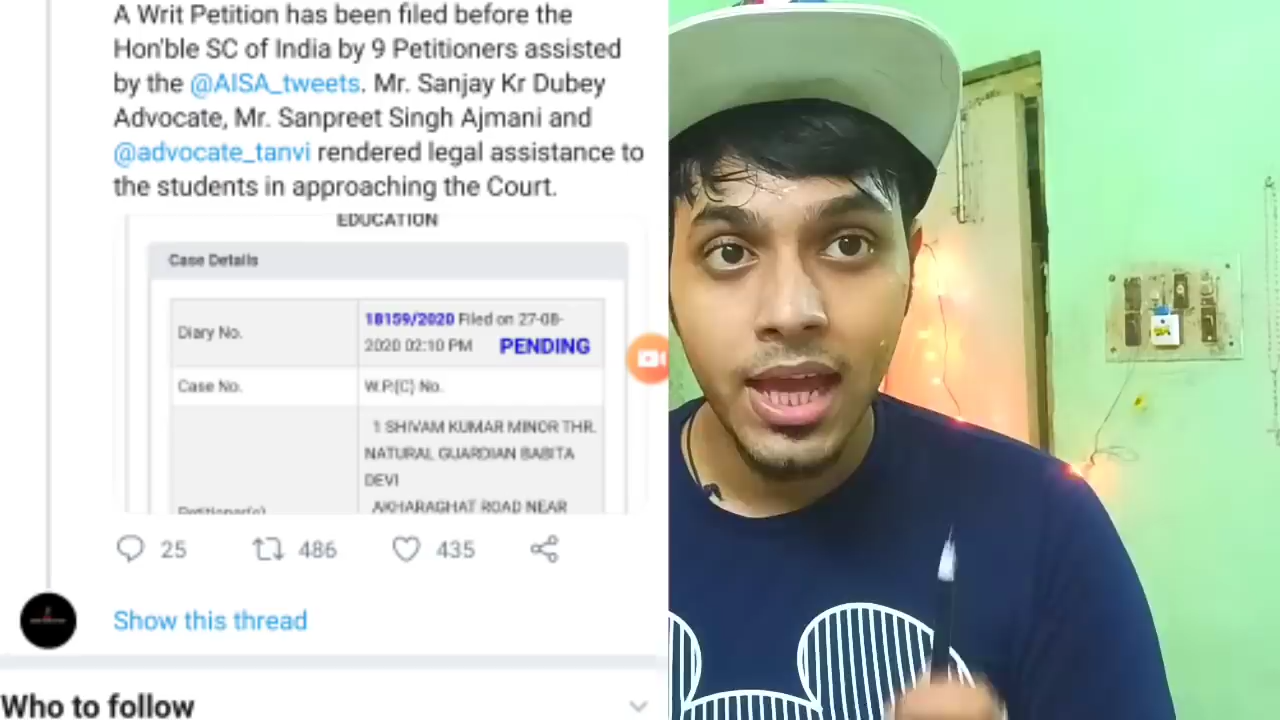 A Writ Petition has been filed before the
Hon'ble SC of India by 9 Petitioners assisted
by the @AISA_tweets. Mr. Sanjay Kr Dubey
Advocate, Mr. Sanpreet Singh Ajmani and
@advocate_tanvi rendered legal assistance to
the students in approaching the Court.
EDUCATION
Case Details
Diary No.
18159/2020 Filed on 27-08-
2020 02:10 PM PENDING
Case No.
W.P.(C) No.
1 SHIVAM KUMAR MINOR THR.
NATURAL GUARDIAN BABITA
DEVI
AKHARAGHAT ROAD NEAR
Petitioner(s)
25 486 435
Show this thread
Who to follow